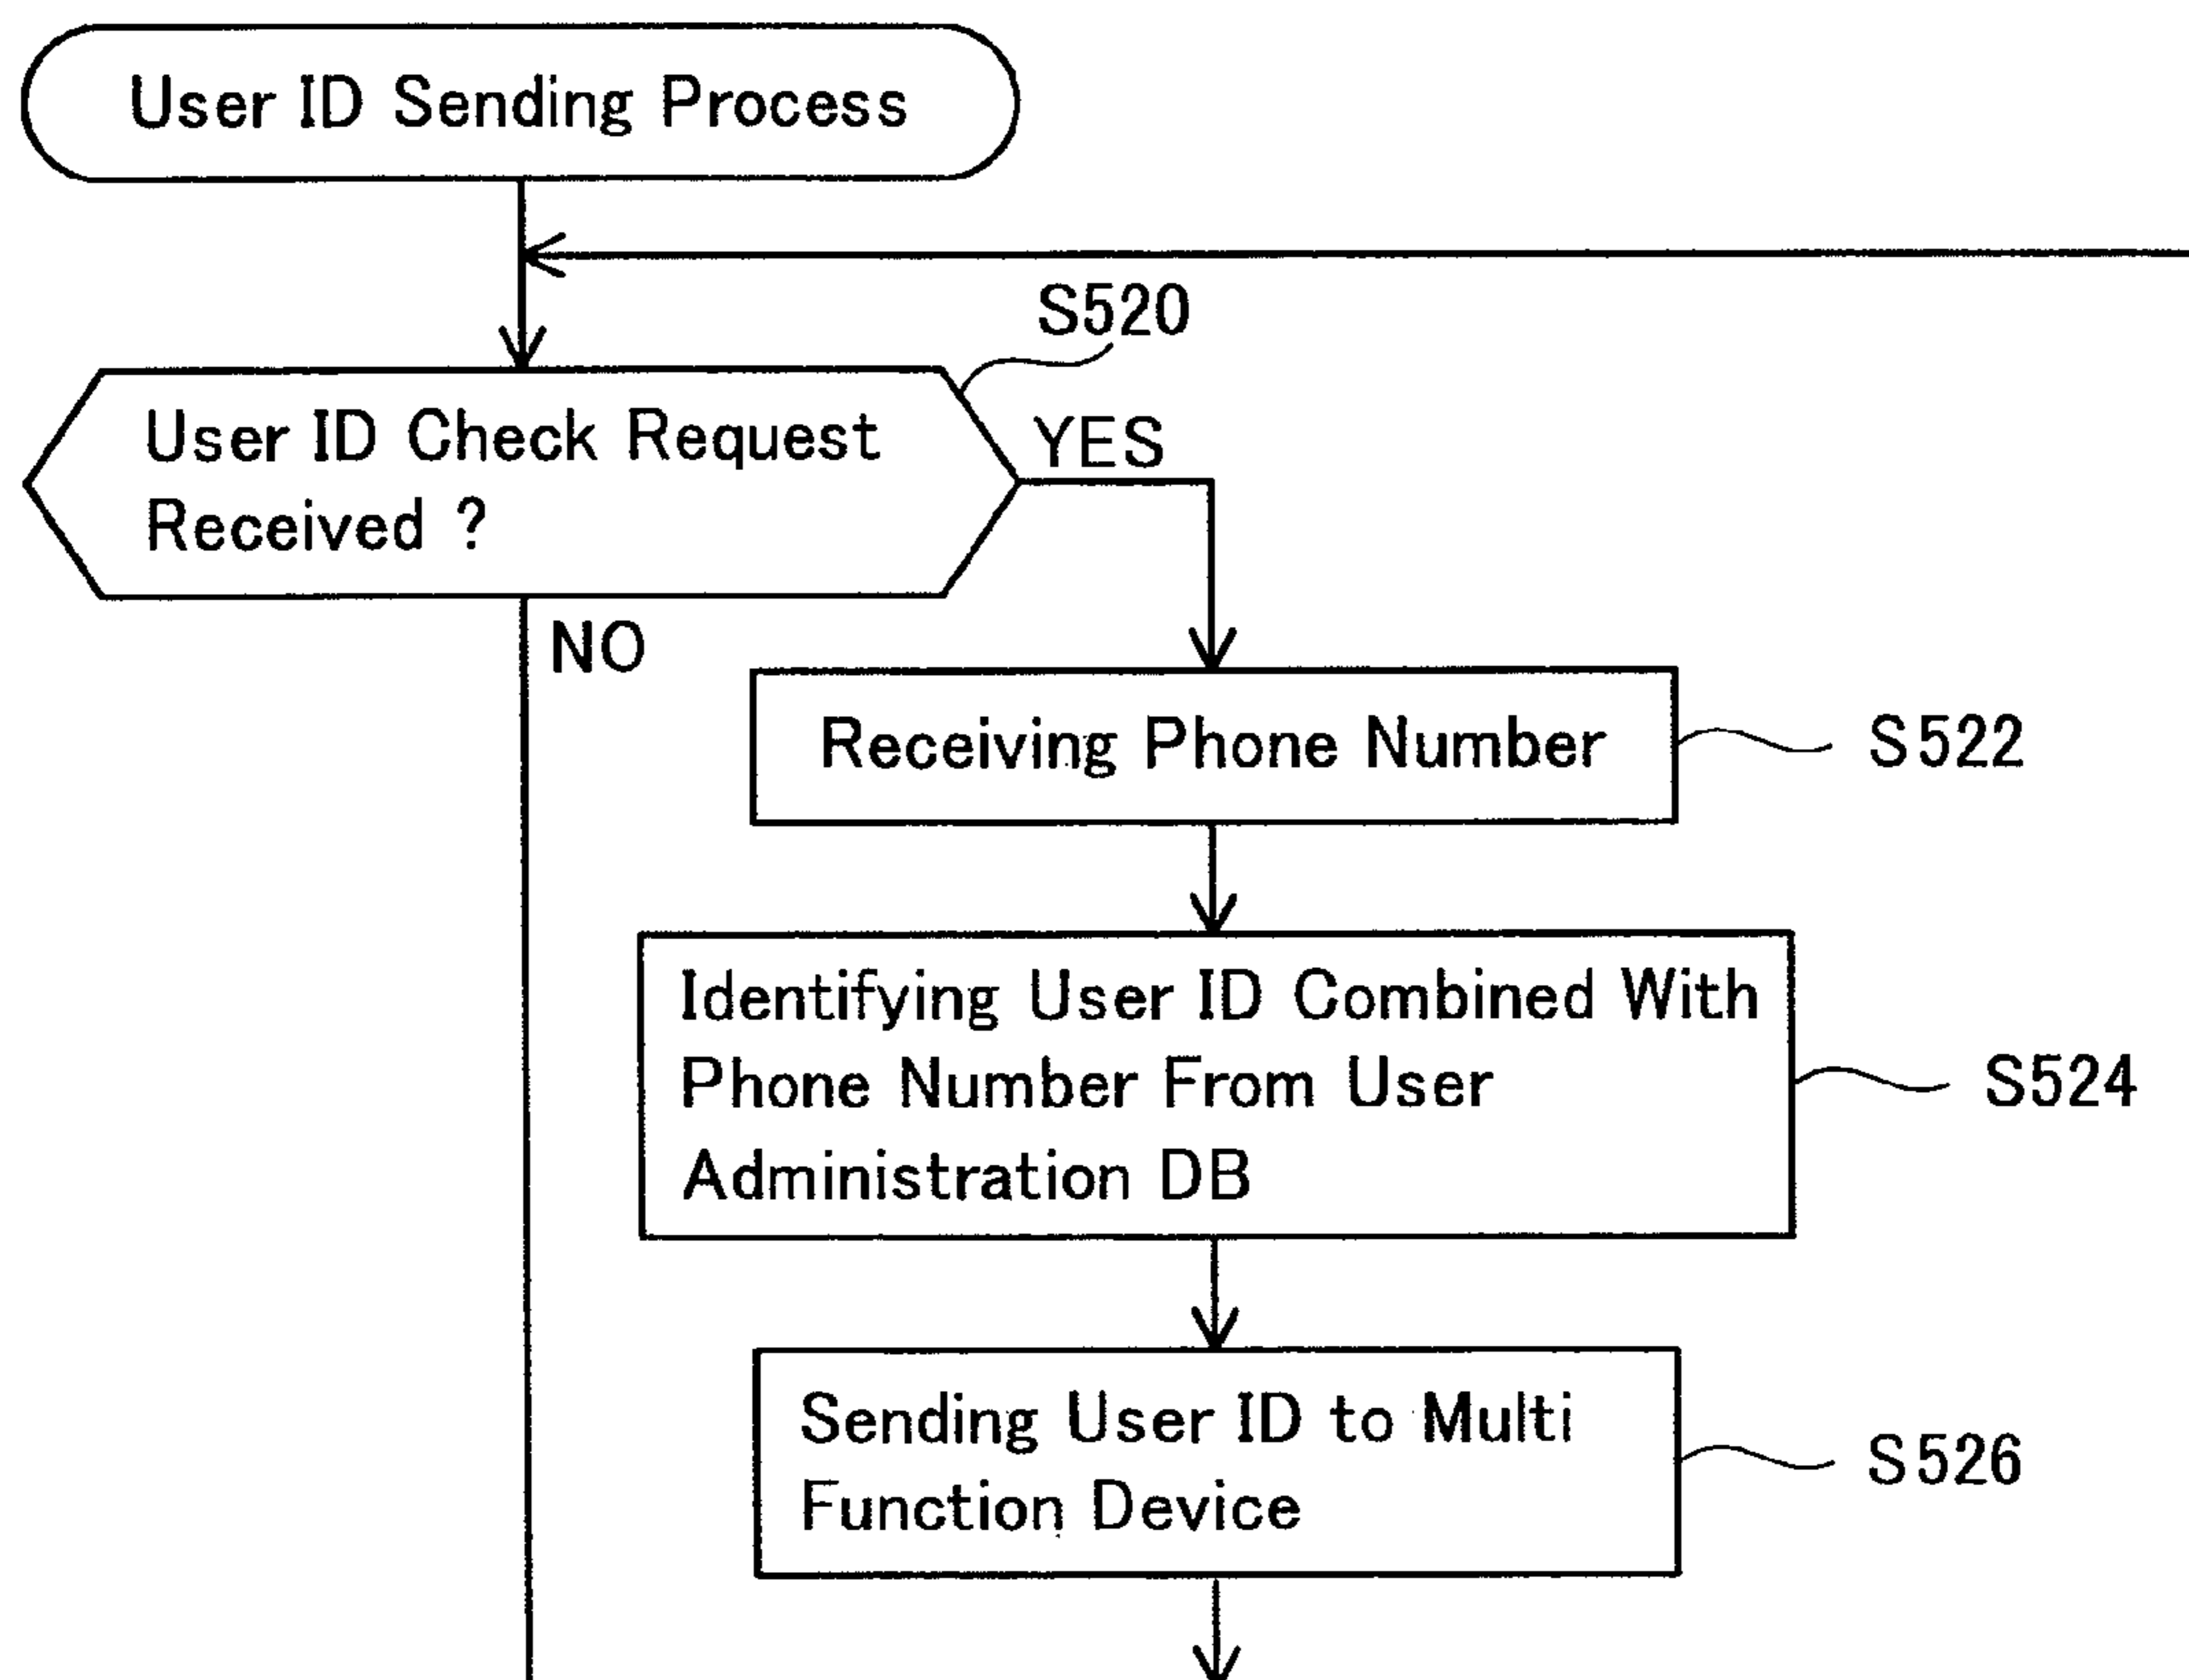 User ID Sending Process
S520
User ID Check Request
Received ?
YES
NO
Receiving Phone Number
S522
Identifying User ID Combined With
Phone Number From User
Administration DB
S524
Sending User ID to Multi
Function Device
S526